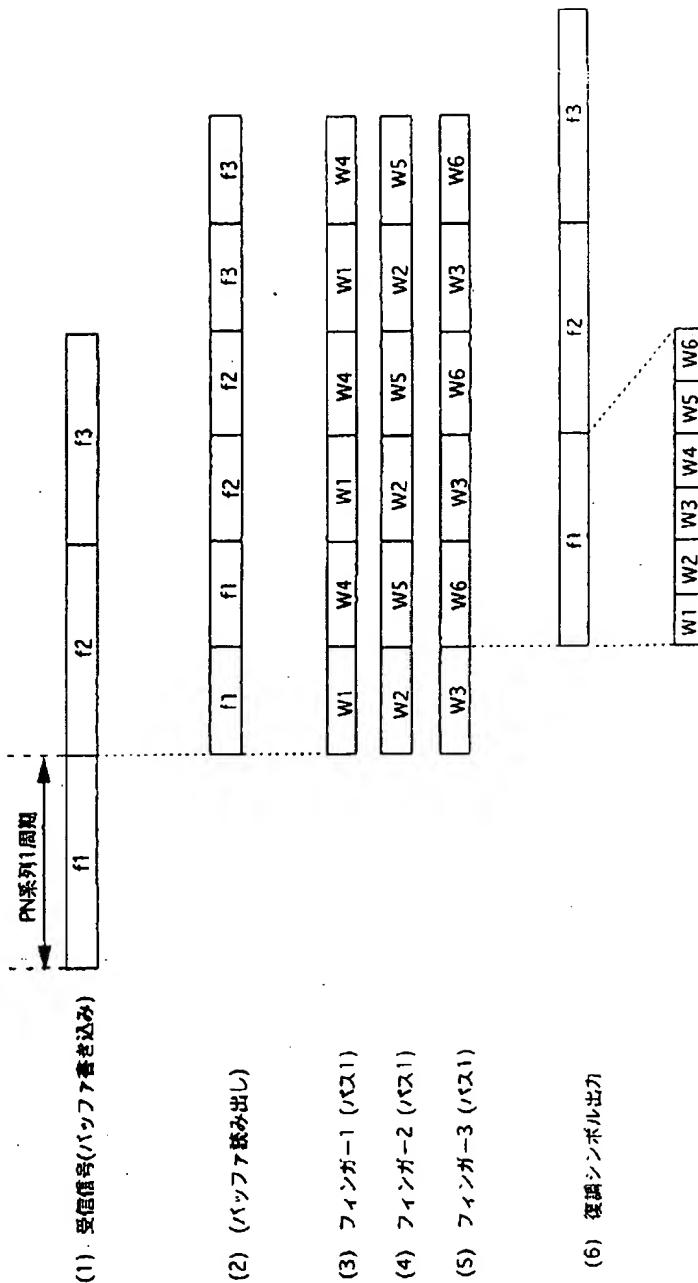 PN系列1周期
(1) 受信信号(バッファ書き込み) f1 f2 f3
(2) (バッファ読み出し) f1 f1 f2 f2 f3 f3
(3) フィンガー1 (パス1) W1 W4 W1 W4 W1 W4
(4) フィンガー2 (パス1) W2 W5 W2 W5 W2 W5
(5) フィンガー3 (パス1) W3 W6 W3 W6 W3 W6
(6) 復調シンボル出力 f1 f2 f3
W1 W2 W3 W4 W5 W6